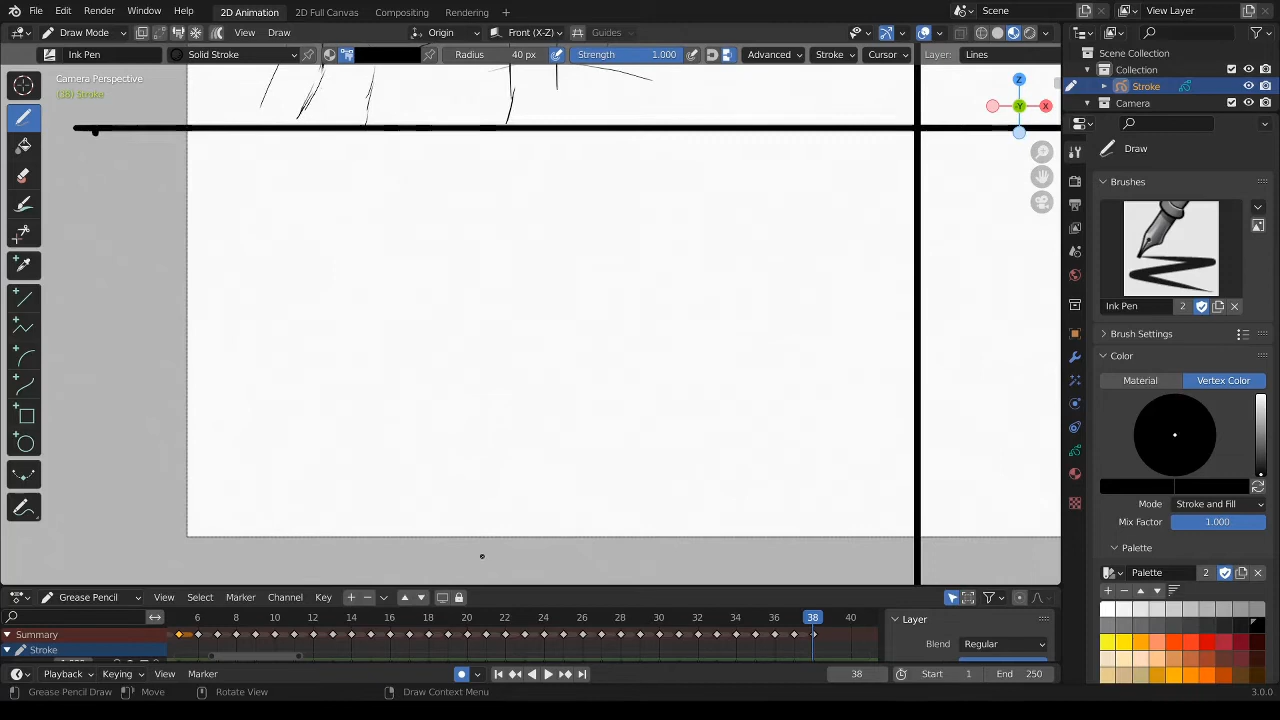 File Edit Render Window Help 2D Animation 2D Full Canvas Compositing Rendering + Scene View Layer
Draw Mode View Draw Origin Front (X-Z) Guides
Ink Pen Solid Stroke Radius 40 px Strength 1.000 Advanced Stroke Cursor Layer: Lines
Camera Perspective
(38) Stroke
Z
Y
X
Scene Collection
Collection
Stroke
Camera
Draw
Brushes
Ink Pen 2
Brush Settings
Color
Material Vertex Color
Mode Stroke and Fill
Mix Factor 1.000
Palette
Palette 2
Grease Pencil View Select Marker Channel Key
6 8 10 12 14 16 18 20 22 24 26 28 30 32 34 36 38 40
Summary
Stroke
Layer
Blend Regular
Playback Keying View Marker 38 Start 1 End 250
Grease Pencil Draw Move Rotate View Draw Context Menu 3.0.0